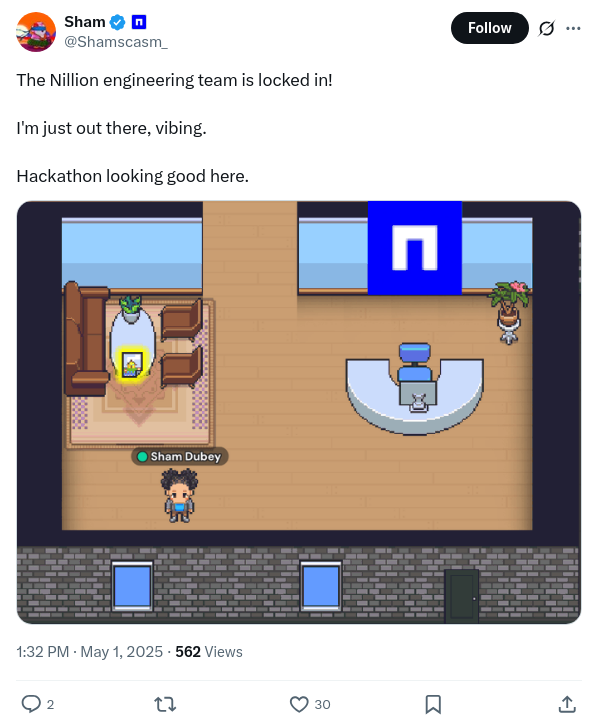 Sham
@Shamscasm_
Follow
The Nillion engineering team is locked in!
I'm just out there, vibing.
Hackathon looking good here.
Sham Dubey
1:32 PM · May 1, 2025 · 562 Views
2
30